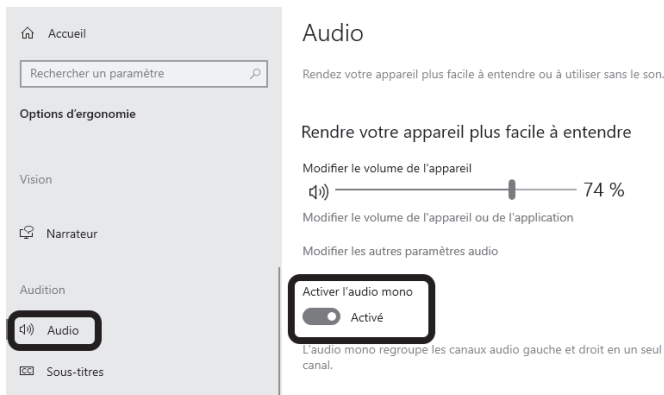 Accueil
Rechercher un paramètre
Options d'ergonomie
Vision
Narrateur
Audition
Audio
Sous-titres
Audio
Rendez votre appareil plus facile à entendre ou à utiliser sans le son.
Rendre votre appareil plus facile à entendre
Modifier le volume de l'appareil
74 %
Modifier le volume de l'appareil ou de l'application
Modifier les autres paramètres audio
Activer l'audio mono
Activé
L'audio mono regroupe les canaux audio gauche et droit en un seul
canal.